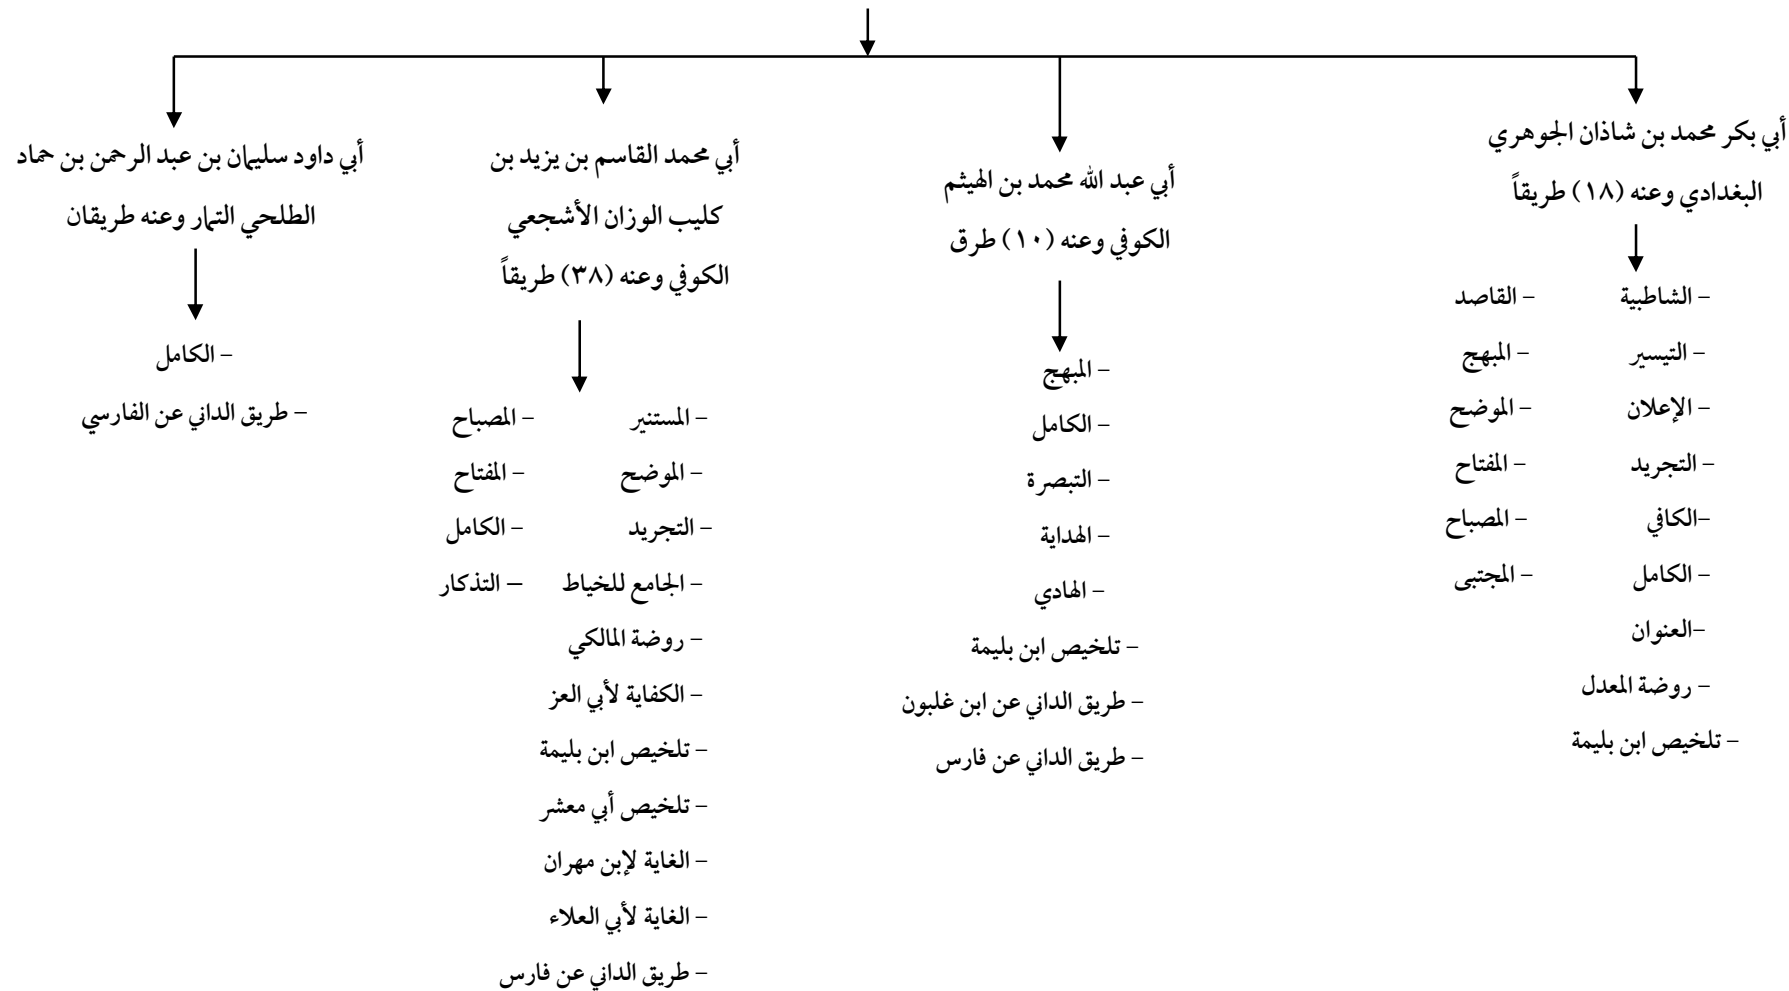 أبي بكر محمد بن شاذان الجوهري
البغدادي وعنه (١٨) طريقاً
– الشاطبية
– التيسير
– الإعلان
– التجريد
–الكافي
– الكامل
–العنوان
– روضة المعدل
– تلخيص ابن بليمة
– القاصد
– المبهج
– الموضح
– المفتاح
– المصباح
– المجتبى
أبي عبد الله محمد بن الهيثم
الكوفي وعنه (١٠) طرق
– المبهج
– الكامل
– التبصرة
– الهداية
– الهادي
– تلخيص ابن بليمة
– طريق الداني عن ابن غلبون
– طريق الداني عن فارس
أبي محمد القاسم بن يزيد بن
كليب الوزان الأشجعي
الكوفي وعنه (٣٨) طريقاً
– المستنير
– الموضح
– التجريد
– الجامع للخياط
– روضة المالكي
– الكفاية لأبي العز
– تلخيص ابن بليمة
– تلخيص أبي معشر
– الغاية لإبن مهران
– الغاية لأبي العلاء
– طريق الداني عن فارس
– المصباح
– المفتاح
– الكامل
– التذكار
أبي داود سليمان بن عبد الرحمن بن حماد
الطلحي التمار وعنه طريقان
– الكامل
– طريق الداني عن الفارسي